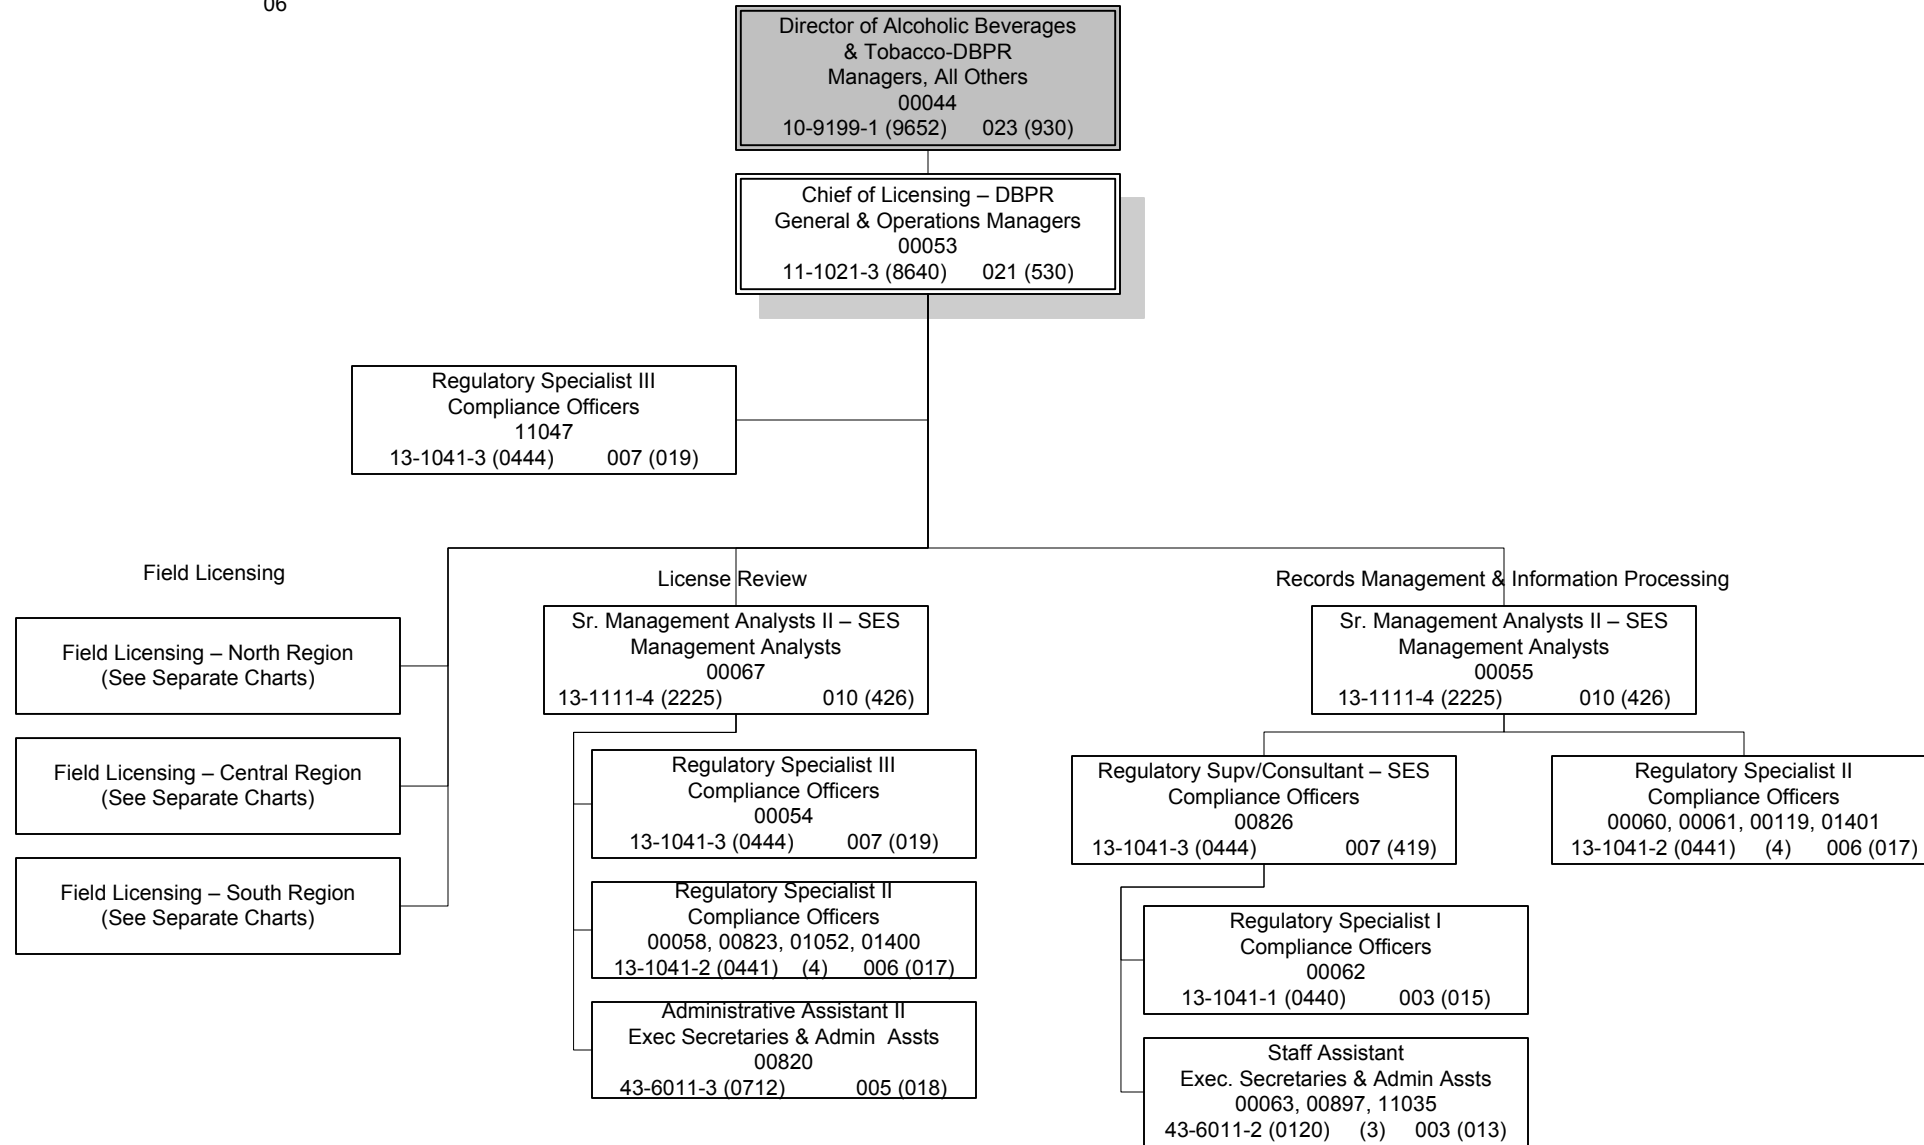 06
Director of Alcoholic Beverages
& Tobacco-DBPR
Managers, All Others
00044
10-9199-1 (9652) 023 (930)
Chief of Licensing – DBPR
General & Operations Managers
00053
11-1021-3 (8640) 021 (530)
Regulatory Specialist III
Compliance Officers
11047
13-1041-3 (0444) 007 (019)
Field Licensing
Field Licensing – North Region
(See Separate Charts)
Field Licensing – Central Region
(See Separate Charts)
Field Licensing – South Region
(See Separate Charts)
License Review
Sr. Management Analysts II – SES
Management Analysts
00067
13-1111-4 (2225) 010 (426)
Regulatory Specialist III
Compliance Officers
00054
13-1041-3 (0444) 007 (019)
Regulatory Specialist II
Compliance Officers
00058, 00823, 01052, 01400
13-1041-2 (0441) (4) 006 (017)
Administrative Assistant II
Exec Secretaries & Admin Assts
00820
43-6011-3 (0712) 005 (018)
Records Management & Information Processing
Sr. Management Analysts II – SES
Management Analysts
00055
13-1111-4 (2225) 010 (426)
Regulatory Supv/Consultant – SES
Compliance Officers
00826
13-1041-3 (0444) 007 (419)
Regulatory Specialist II
Compliance Officers
00060, 00061, 00119, 01401
13-1041-2 (0441) (4) 006 (017)
Regulatory Specialist I
Compliance Officers
00062
13-1041-1 (0440) 003 (015)
Staff Assistant
Exec. Secretaries & Admin Assts
00063, 00897, 11035
43-6011-2 (0120) (3) 003 (013)